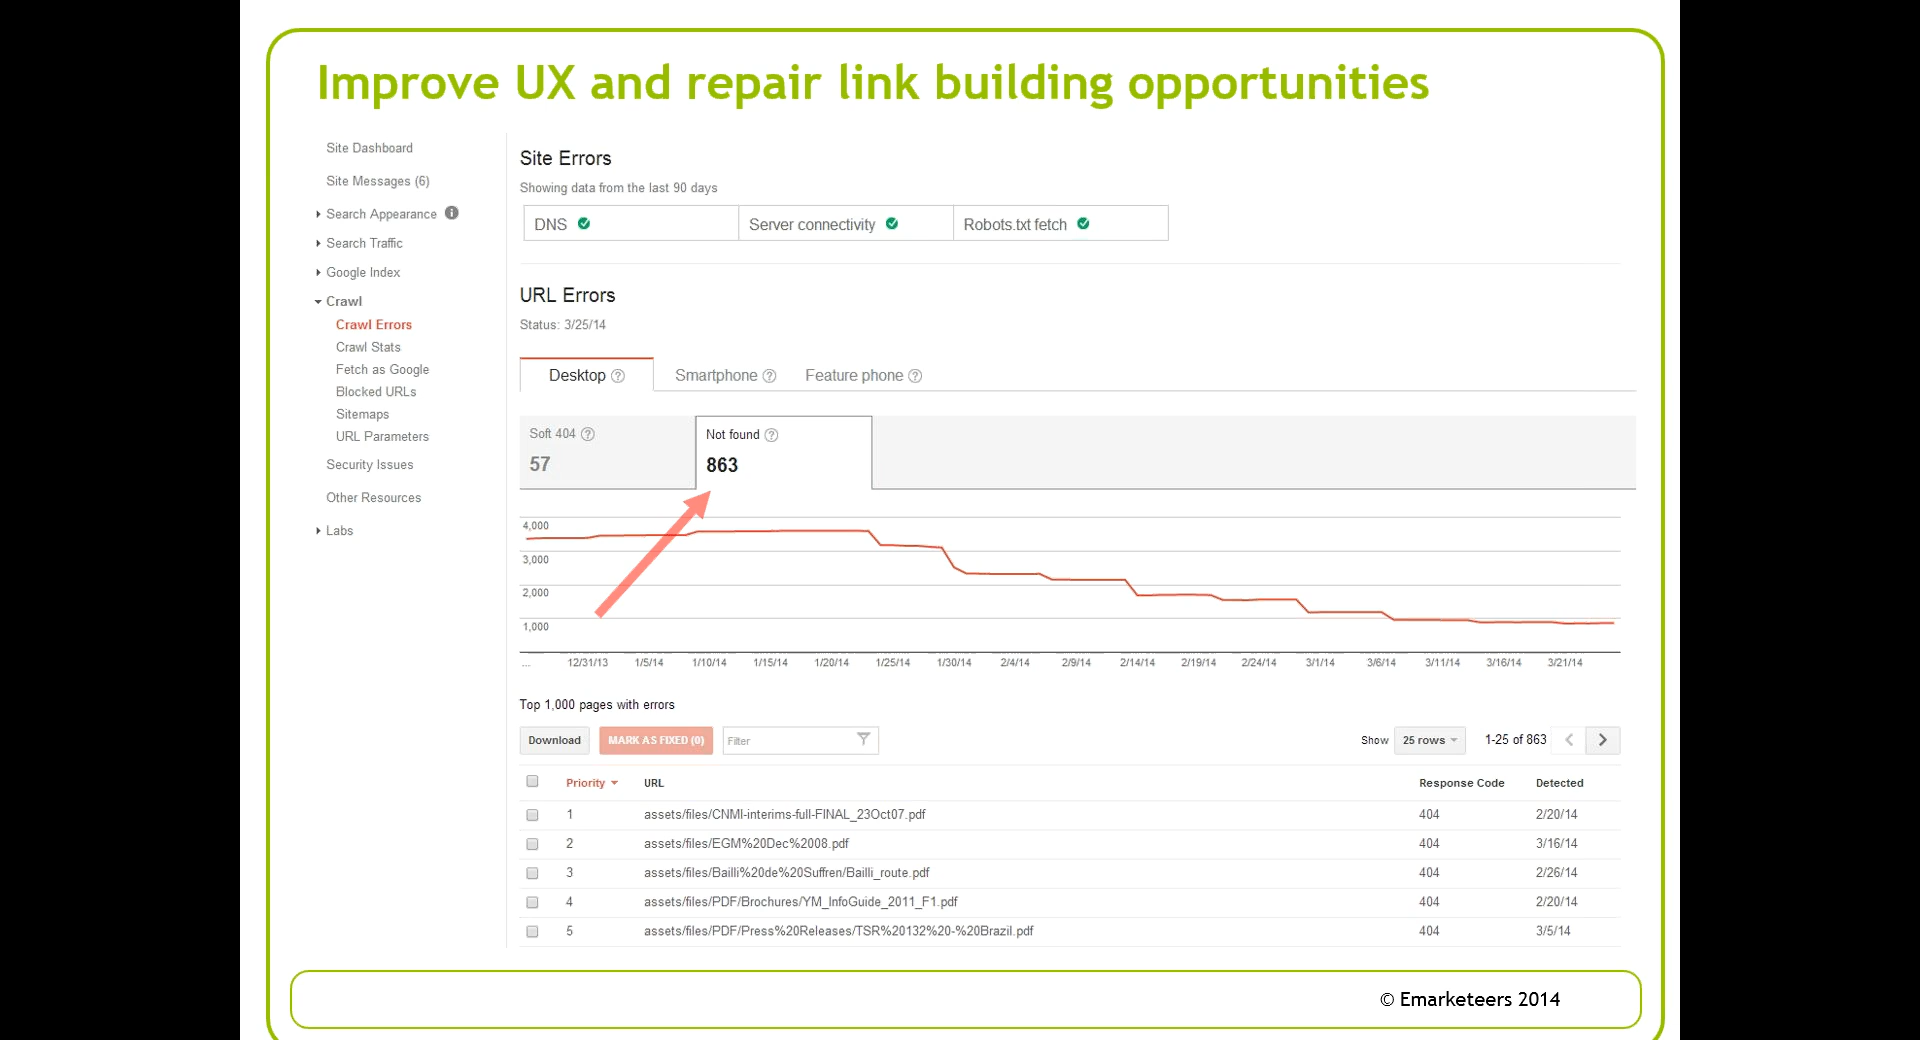 Improve UX and repair link building opportunities
Site Dashboard
Site Messages (6)
Search Appearance
Search Traffic
Google Index
Crawl
Crawl Errors
Crawl Stats
Fetch as Google
Blocked URLs
Sitemaps
URL Parameters
Security Issues
Other Resources
Labs
Site Errors
Showing data from the last 90 days
DNS Server connectivity Robots.txt fetch
URL Errors
Status: 3/25/14
Desktop ? Smartphone ? Feature phone ?
Soft 404 ? Not found ?
57 863
4,000
3,000
2,000
1,000
... 12/31/13 1/5/14 1/10/14 1/15/14 1/20/14 1/25/14 1/30/14 2/4/14 2/9/14 2/14/14 2/19/14 2/24/14 3/1/14 3/6/14 3/11/14 3/16/14 3/21/14
Top 1,000 pages with errors
Download MARK AS FIXED (0) Filter Show 25 rows 1-25 of 863
Priority URL Response Code Detected
1 assets/files/CNMI-interims-full-FINAL_23Oct07.pdf 404 2/20/14
2 assets/files/EGM%20Dec%2008.pdf 404 3/16/14
3 assets/files/Bailli%20de%20Suffren/Bailli_route.pdf 404 2/26/14
4 assets/files/PDF/Brochures/YM_InfoGuide_2011_F1.pdf 404 2/20/14
5 assets/files/PDF/Press%20Releases/TSR%20132%20-%20Brazil.pdf 404 3/5/14
© Emarketeers 2014